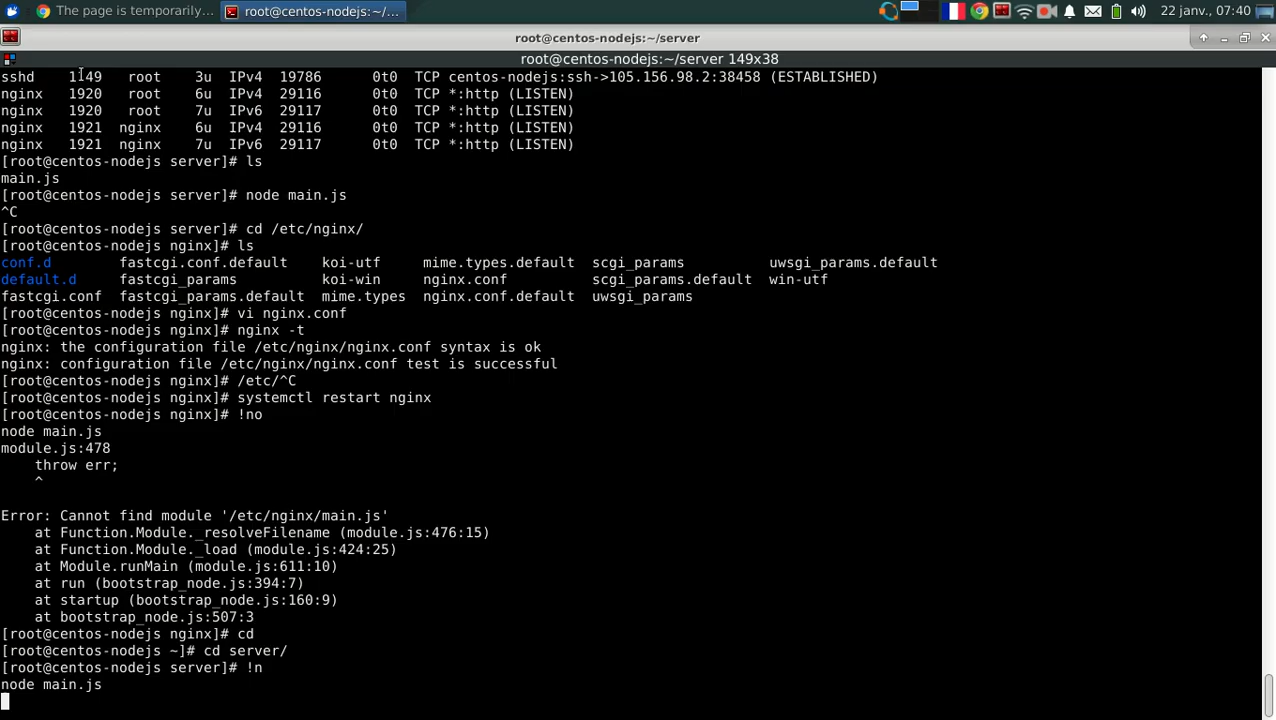 The page is temporarily...
root@centos-nodejs:~/...
22 janv., 07:40
root@centos-nodejs:~/server
root@centos-nodejs:~/server 149x38
sshd 1149 root 3u IPv4 19786 0t0 TCP centos-nodejs:ssh->105.156.98.2:38458 (ESTABLISHED)
nginx 1920 root 6u IPv4 29116 0t0 TCP *:http (LISTEN)
nginx 1920 root 7u IPv6 29117 0t0 TCP *:http (LISTEN)
nginx 1921 nginx 6u IPv4 29116 0t0 TCP *:http (LISTEN)
nginx 1921 nginx 7u IPv6 29117 0t0 TCP *:http (LISTEN)
[root@centos-nodejs server]# ls
main.js
[root@centos-nodejs server]# node main.js
^C
[root@centos-nodejs server]# cd /etc/nginx/
[root@centos-nodejs nginx]# ls
conf.d fastcgi.conf.default koi-utf mime.types.default scgi_params uwsgi_params.default
default.d fastcgi_params koi-win nginx.conf scgi_params.default win-utf
fastcgi.conf fastcgi_params.default mime.types nginx.conf.default uwsgi_params
[root@centos-nodejs nginx]# vi nginx.conf
[root@centos-nodejs nginx]# nginx -t
nginx: the configuration file /etc/nginx/nginx.conf syntax is ok
nginx: configuration file /etc/nginx/nginx.conf test is successful
[root@centos-nodejs nginx]# /etc/^C
[root@centos-nodejs nginx]# systemctl restart nginx
[root@centos-nodejs nginx]# !no
node main.js
module.js:478
    throw err;
    ^
Error: Cannot find module '/etc/nginx/main.js'
    at Function.Module._resolveFilename (module.js:476:15)
    at Function.Module._load (module.js:424:25)
    at Module.runMain (module.js:611:10)
    at run (bootstrap_node.js:394:7)
    at startup (bootstrap_node.js:160:9)
    at bootstrap_node.js:507:3
[root@centos-nodejs nginx]# cd
[root@centos-nodejs ~]# cd server/
[root@centos-nodejs server]# !n
node main.js